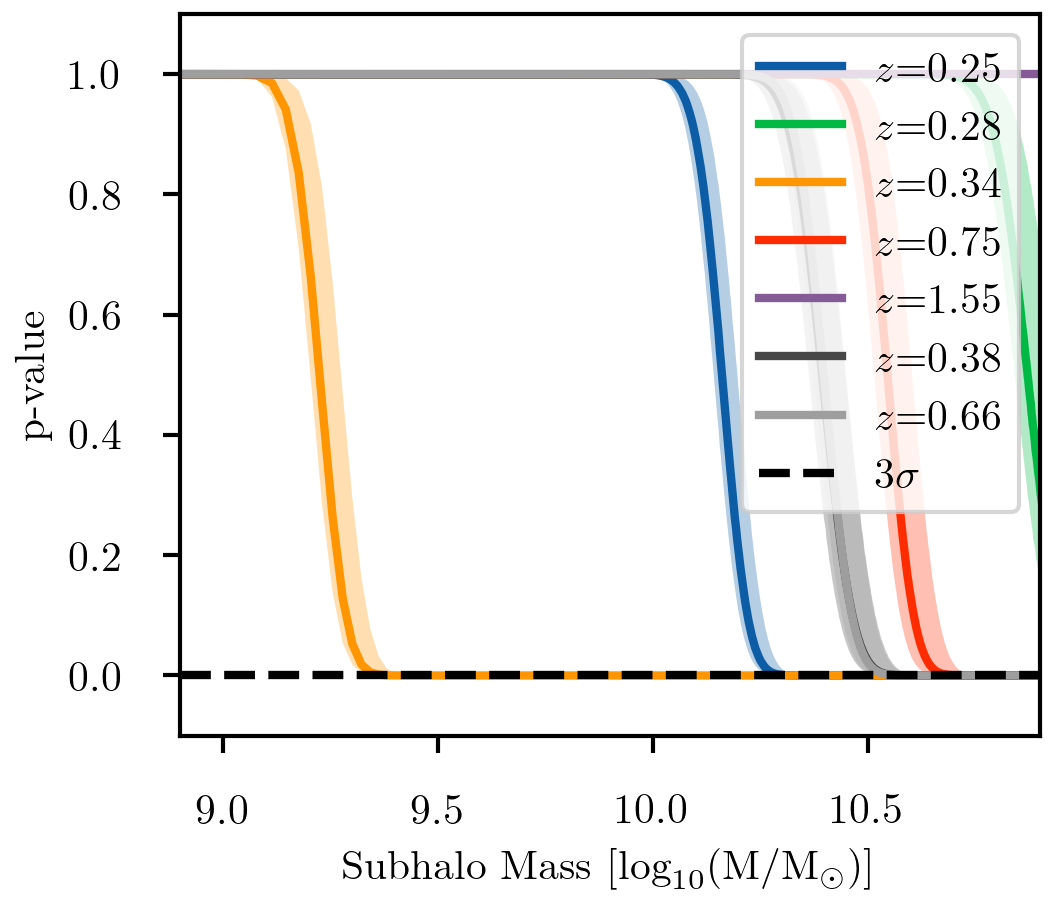 1.0
0.8
0.6
0.4
0.2
0.0
p-value
9.0
9.5
10.0
10.5
Subhalo Mass [log₁₀(M/M☉)]
z=0.25
z=0.28
z=0.34
z=0.75
z=1.55
z=0.38
z=0.66
3σ